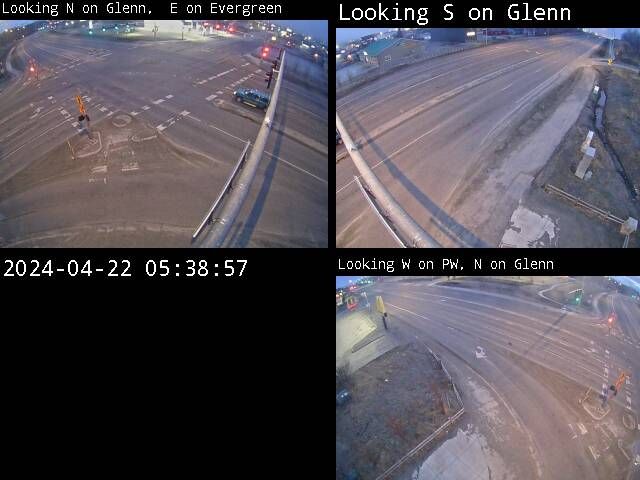 Looking N on Glenn, E on Evergreen
Looking S on Glenn
2024-04-22 05:38:57
Looking W on PW, N on Glenn